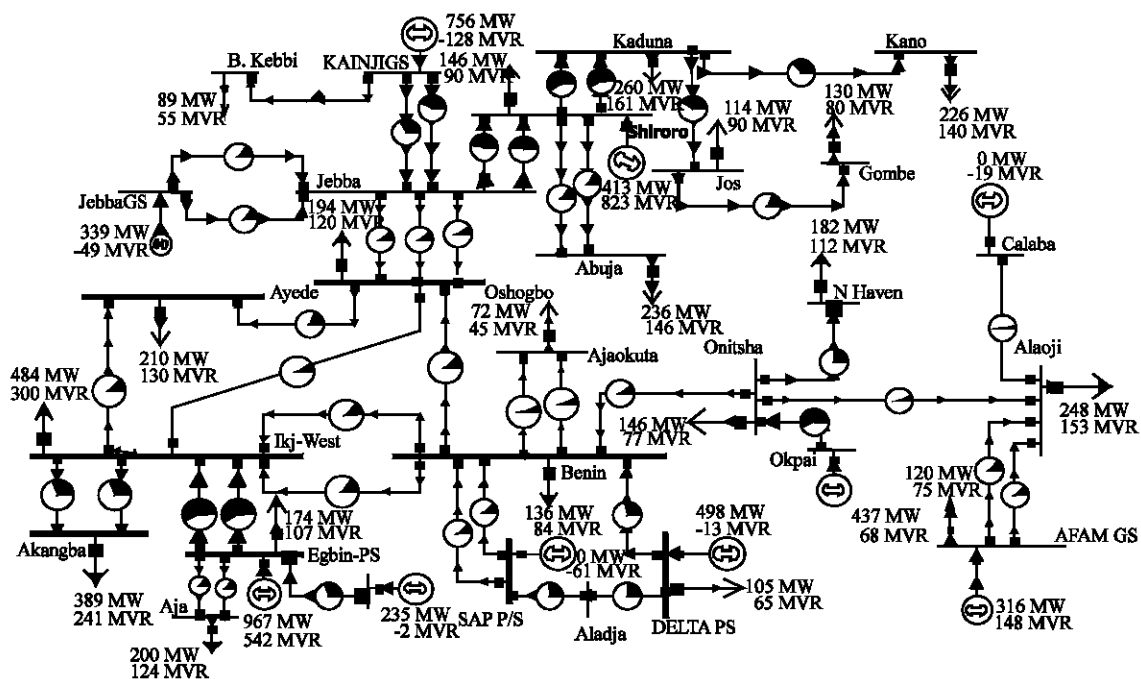 756 MW
-128 MVR
Kaduna
Kano
B. Kebbi
KAINJIGS
146 MW
90 MVR
89 MW
55 MVR
260 MW
161 MVR
114 MW
90 MVR
130 MW
80 MVR
226 MW
140 MVR
Shiroro
0 MW
-19 MVR
JebbaGS
Jebba
Jos
Gombe
413 MW
823 MVR
339 MW
-49 MVR
194 MW
120 MVR
182 MW
112 MVR
Calaba
Abuja
Ayede
Oshogbo
N Haven
72 MW
45 MVR
236 MW
146 MVR
210 MW
130 MVR
Ajaokuta
Onitsha
Alaoji
484 MW
300 MVR
248 MW
153 MVR
146 MW
77 MVR
Ikj-West
Benin
Okpai
120 MW
75 MVR
174 MW
107 MVR
136 MW
84 MVR
498 MW
-13 MVR
437 MW
68 MVR
Akangba
Egbin-PS
0 MW
-61 MVR
AFAM GS
389 MW
241 MVR
Aja
967 MW
542 MVR
235 MW
-2 MVR
SAP P/S
Aladja
DELTA PS
105 MW
65 MVR
316 MW
148 MVR
200 MW
124 MVR